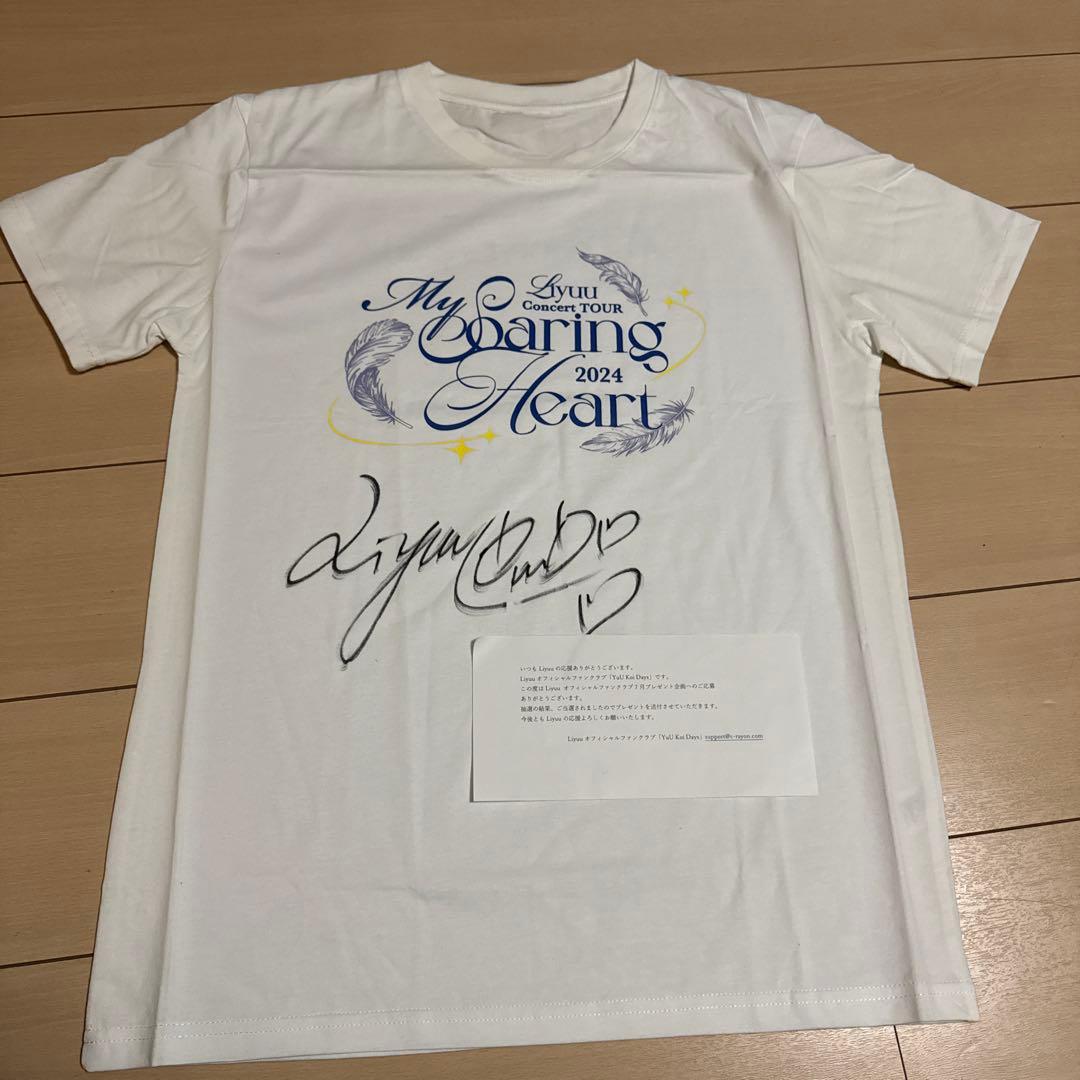 Liyuu
Concert TOUR
My Soaring
2024
Heart
Liyuu
いつも Liyuu の応援ありがとうございます。
Liyuu オフィシャルファンクラブ「YuU Koi Days」です。
この度は Liyuu オフィシャルファンクラブ7月プレゼント企画へのご応募
ありがとうございます。
抽選の結果、ご当選されましたのでプレゼントを送付させていただきます。
今後とも Liyuu の応援よろしくお願いいたします。
Liyuu オフィシャルファンクラブ「YuU Koi Days」support@c-rayon.com